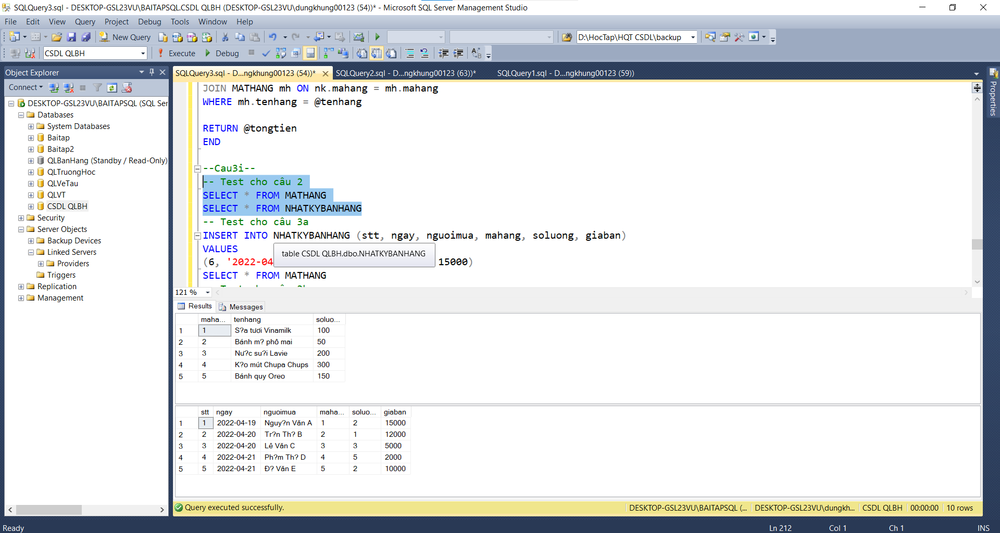 SQLQuery3.sql - DESKTOP-GSL23VU\BAITAPSQL.CSDL QLBH (DESKTOP-GSL23VU\dungkhung00123 (54))* - Microsoft SQL Server Management Studio
File Edit View Query Project Debug Tools Window Help
New Query D:\HocTap\HQT CSDL\backup
CSDL QLBH Execute Debug
Object Explorer
SQLQuery3.sql - D...ngkhung00123 (54))* SQLQuery2.sql - D...ngkhung00123 (63))* SQLQuery1.sql - D...ngkhung00123 (59))
Properties
Connect
DESKTOP-GSL23VU\BAITAPSQL (SQL Ser
Databases
System Databases
Baitap
Baitap2
QLBanHang (Standby / Read-Only)
QLTruongHoc
QLVeTau
QLVT
CSDL QLBH
Security
Server Objects
Backup Devices
Linked Servers
Providers
Triggers
Replication
Management
JOIN MATHANG mh ON nk.mahang = mh.mahang
WHERE mh.tenhang = @tenhang
RETURN @tongtien
END
--Cau3i--
-- Test cho câu 2
SELECT * FROM MATHANG
SELECT * FROM NHATKYBANHANG
-- Test cho câu 3a
INSERT INTO NHATKYBANHANG (stt, ngay, nguoimua, mahang, soluong, giaban)
VALUES
table CSDL QLBH.dbo.NHATKYBANHANG
(6, '2022-04 15000)
SELECT * FROM MATHANG
121 %
Results Messages
maha... tenhang soluo...
1 1 S?a tươi Vinamilk 100
2 2 Bánh m? phô mai 50
3 3 Nư?c su?i Lavie 200
4 4 K?o mút Chupa Chups 300
5 5 Bánh quy Oreo 150
stt ngay nguoimua maha... soluo... giaban
1 1 2022-04-19 Nguy?n Văn A 1 2 15000
2 2 2022-04-20 Tr?n Th? B 2 1 12000
3 3 2022-04-20 Lê Văn C 3 3 5000
4 4 2022-04-21 Ph?m Th? D 4 5 2000
5 5 2022-04-21 Đ? Văn E 5 2 10000
Query executed successfully. DESKTOP-GSL23VU\BAITAPSQL (... DESKTOP-GSL23VU\dungkh... CSDL QLBH 00:00:00 10 rows
Ready Ln 212 Col 1 Ch 1 INS